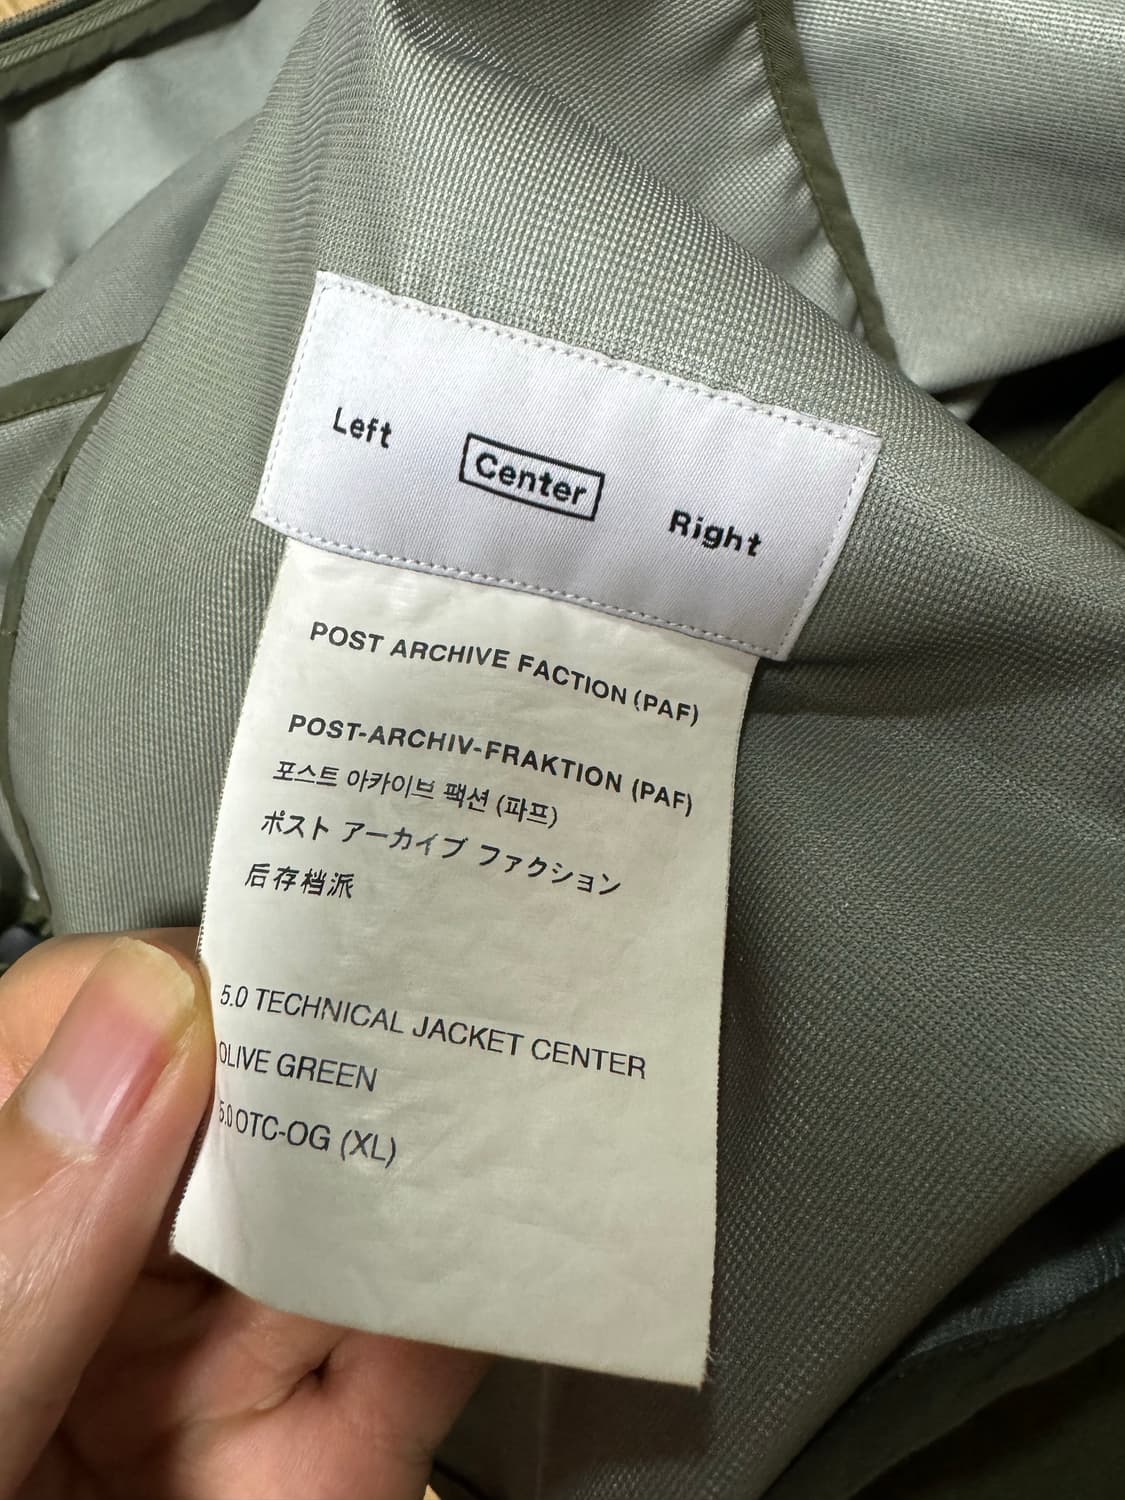 Left Center Right
POST ARCHIVE FACTION (PAF)
POST-ARCHIV-FRAKTION (PAF)
포스트 아카이브 팩션 (파프)
ポスト アーカイブ ファクション
后存档派
5.0 TECHNICAL JACKET CENTER
OLIVE GREEN
5.0OTC-OG (XL)